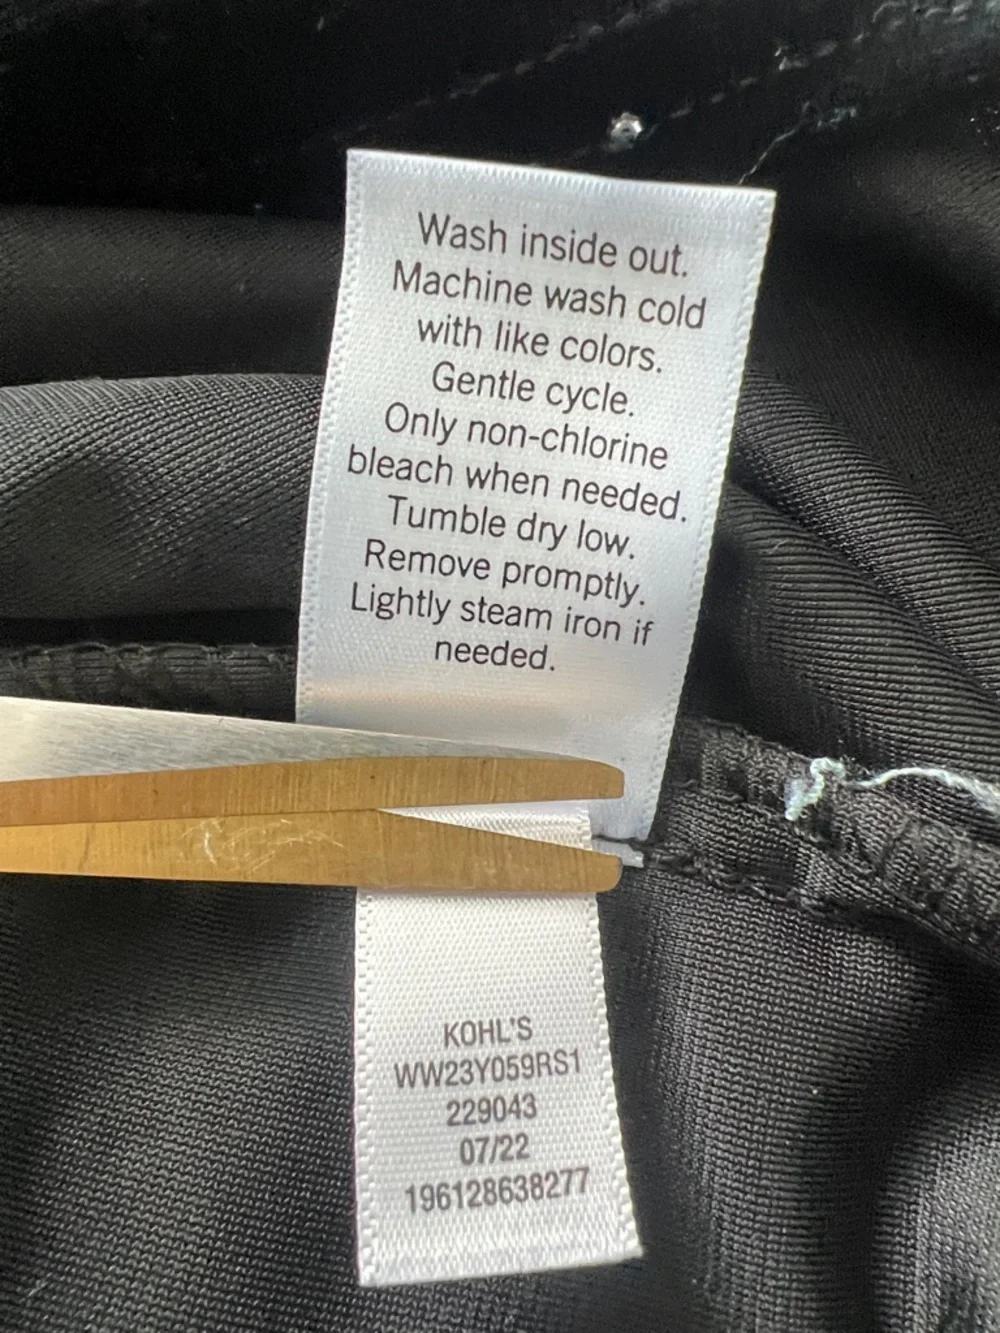 Wash inside out.
Machine wash cold
with like colors.
Gentle cycle.
Only non-chlorine
bleach when needed.
Tumble dry low.
Remove promptly.
Lightly steam iron if
needed.
KOHL'S
WW23Y059RS1
229043
07/22
196128638277